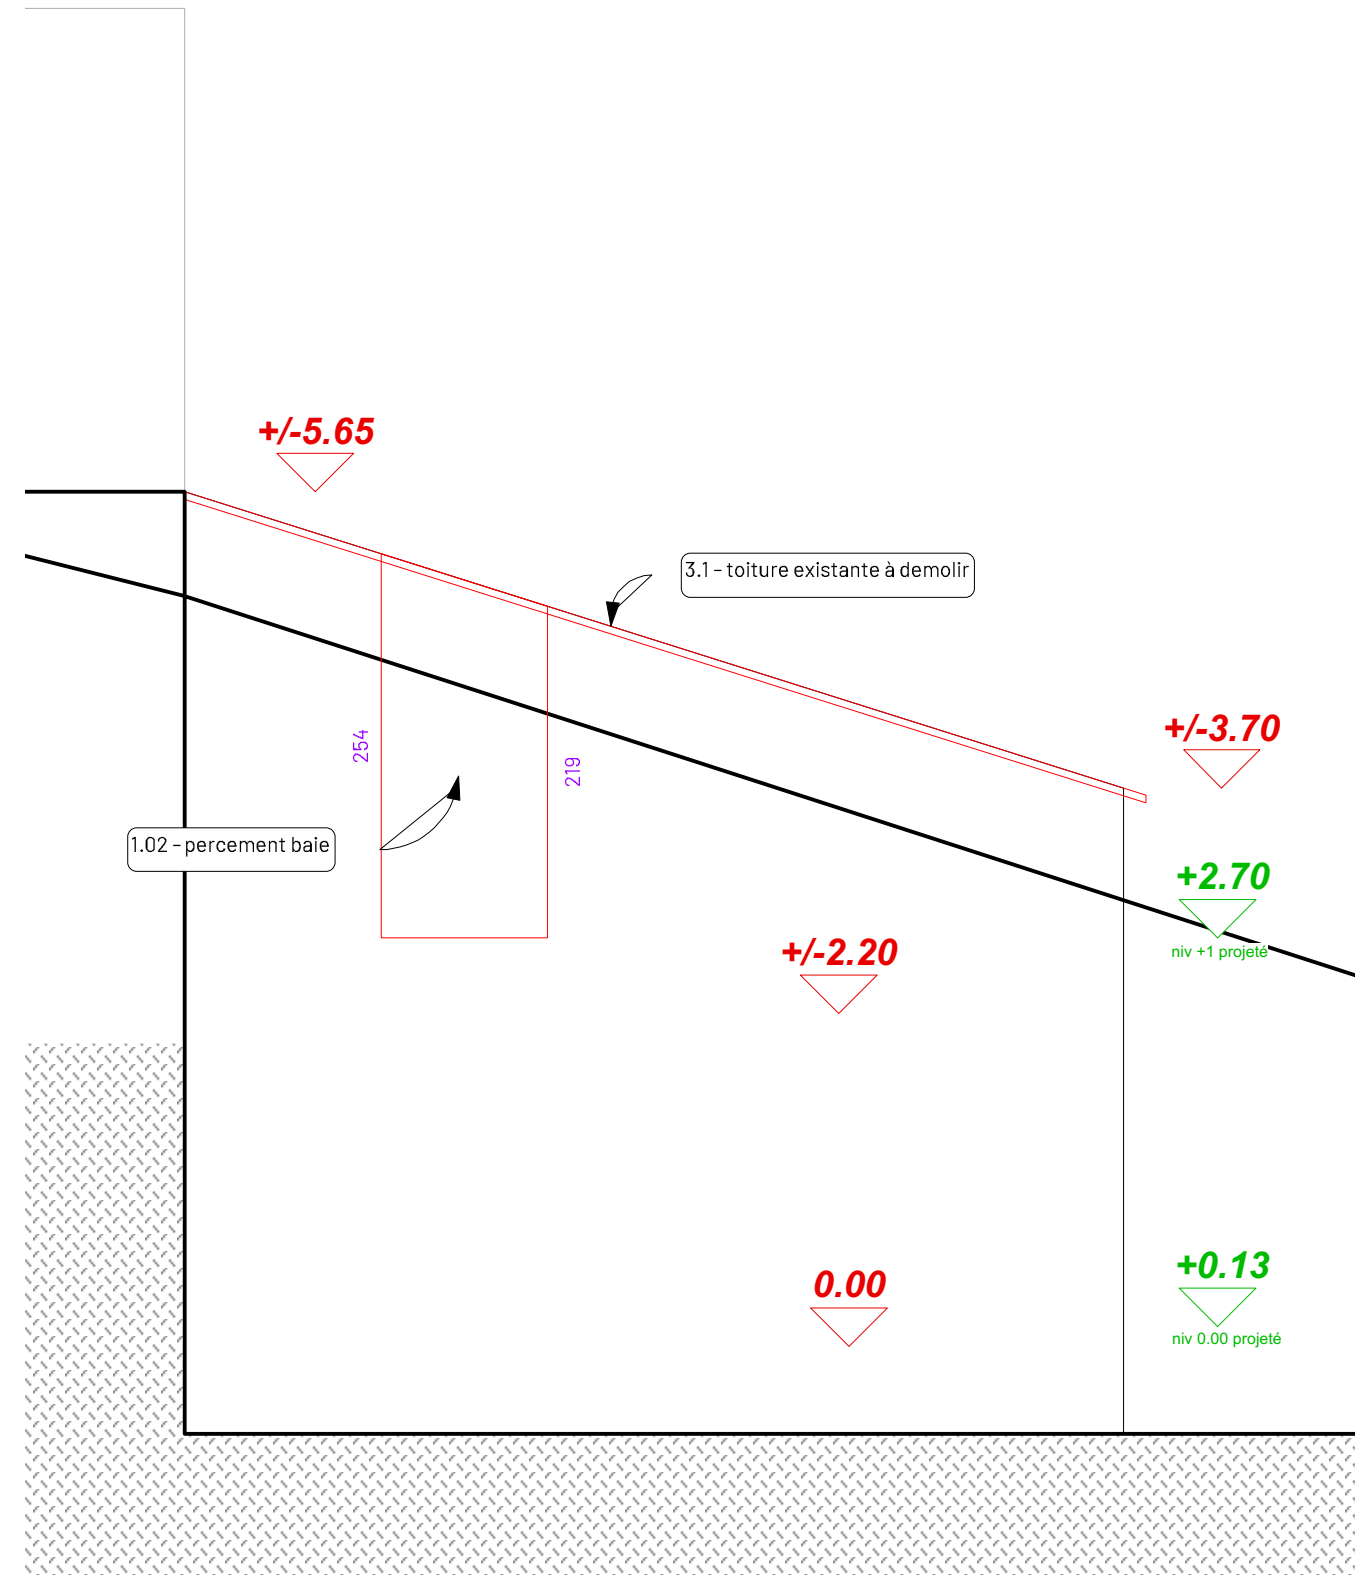 +/-5.65
3.1 – toiture existante à demolir
+/-3.70
254
219
1.02 – percement baie
+2.70
niv +1 projeté
+/-2.20
+0.13
0.00
niv 0.00 projeté